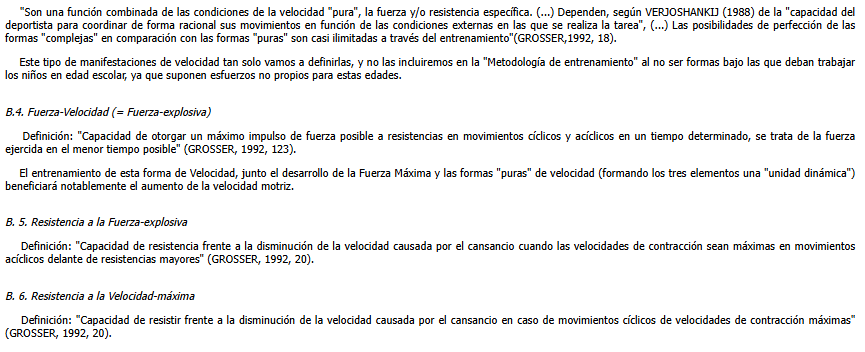 "Son una función combinada de las condiciones de la velocidad "pura", la fuerza y/o resistencia específica. (...) Dependen, según VERJOSHANKIJ (1988) de la "capacidad del
deportista para coordinar de forma racional sus movimientos en función de las condiciones externas en las que se realiza la tarea", (...) Las posibilidades de perfección de las
formas "complejas" en comparación con las formas "puras" son casi ilimitadas a través del entrenamiento"(GROSSER,1992, 18).
Este tipo de manifestaciones de velocidad tan solo vamos a definirlas, y no las incluiremos en la "Metodología de entrenamiento" al no ser formas bajo las que deban trabajar
los niños en edad escolar, ya que suponen esfuerzos no propios para estas edades.
B.4. Fuerza-Velocidad (= Fuerza-explosiva)
Definición: "Capacidad de otorgar un máximo impulso de fuerza posible a resistencias en movimientos cíclicos y acíclicos en un tiempo determinado, se trata de la fuerza
ejercida en el menor tiempo posible" (GROSSER, 1992, 123).
El entrenamiento de esta forma de Velocidad, junto el desarrollo de la Fuerza Máxima y las formas "puras" de velocidad (formando los tres elementos una "unidad dinámica")
beneficiará notablemente el aumento de la velocidad motriz.
B. 5. Resistencia a la Fuerza-explosiva
Definición: "Capacidad de resistencia frente a la disminución de la velocidad causada por el cansancio cuando las velocidades de contracción sean máximas en movimientos
acíclicos delante de resistencias mayores" (GROSSER, 1992, 20).
B. 6. Resistencia a la Velocidad-máxima
Definición: "Capacidad de resistir frente a la disminución de la velocidad causada por el cansancio en caso de movimientos cíclicos de velocidades de contracción máximas"
(GROSSER, 1992, 20).